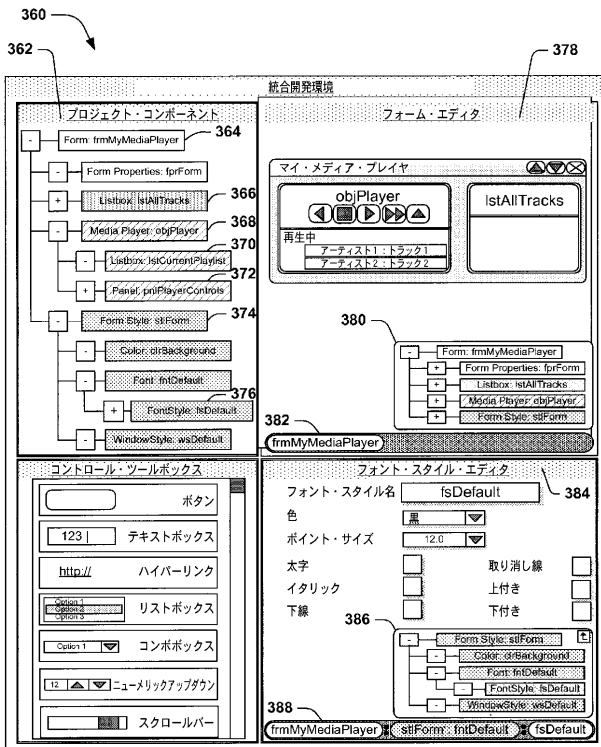 360
362
378
統合開発環境
プロジェクト・コンポーネント
- Form: frmMyMediaPlayer
364
- Form Properties: fprForm
+ Listbox: lstAllTracks
366
- Media Player: objPlayer
368
- Listbox: lstCurrentPlaylist
370
+ Panel: pnlPlayerControls
372
- Form Style: stlForm
374
- Color: clrBackground
- Font: fntDefault
376
+ FontStyle: fsDefault
- WindowStyle: wsDefault
フォーム・エディタ
マイ・メディア・プレイヤ
objPlayer
再生中
アーティスト1：トラック1
アーティスト2：トラック2
lstAllTracks
380
- Form: frmMyMediaPlayer
+ Form Properties: fprForm
+ Listbox: lstAllTracks
+ Media Player: objPlayer
+ Form Style: stlForm
382
frmMyMediaPlayer
コントロール・ツールボックス
ボタン
123 | テキストボックス
http:// ハイパーリンク
Option 1
Option 2
Option 3
リストボックス
Option 1 コンボボックス
12 ニューメリックアップダウン
スクロールバー
フォント・スタイル・エディタ
384
フォント・スタイル名 fsDefault
色 黒
ポイント・サイズ 12.0
太字 取り消し線
イタリック 上付き
下線 下付き
386
- Form Style: stlForm
- Color: clrBackground
- Font: fntDefault
- FontStyle: fsDefault
- WindowStyle: wsDefault
388
frmMyMediaPlayer stlForm : fntDefault fsDefault